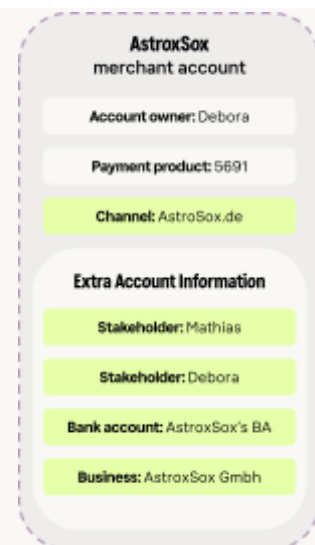 AstroxSox
merchant account
Account owner: Debora
Payment product: 5691
Channel: AstroSox.de
Extra Account Information
Stakeholder: Mathias
Stakeholder: Debora
Bank account: AstroxSox's BA
Business: AstroxSox Gmbh